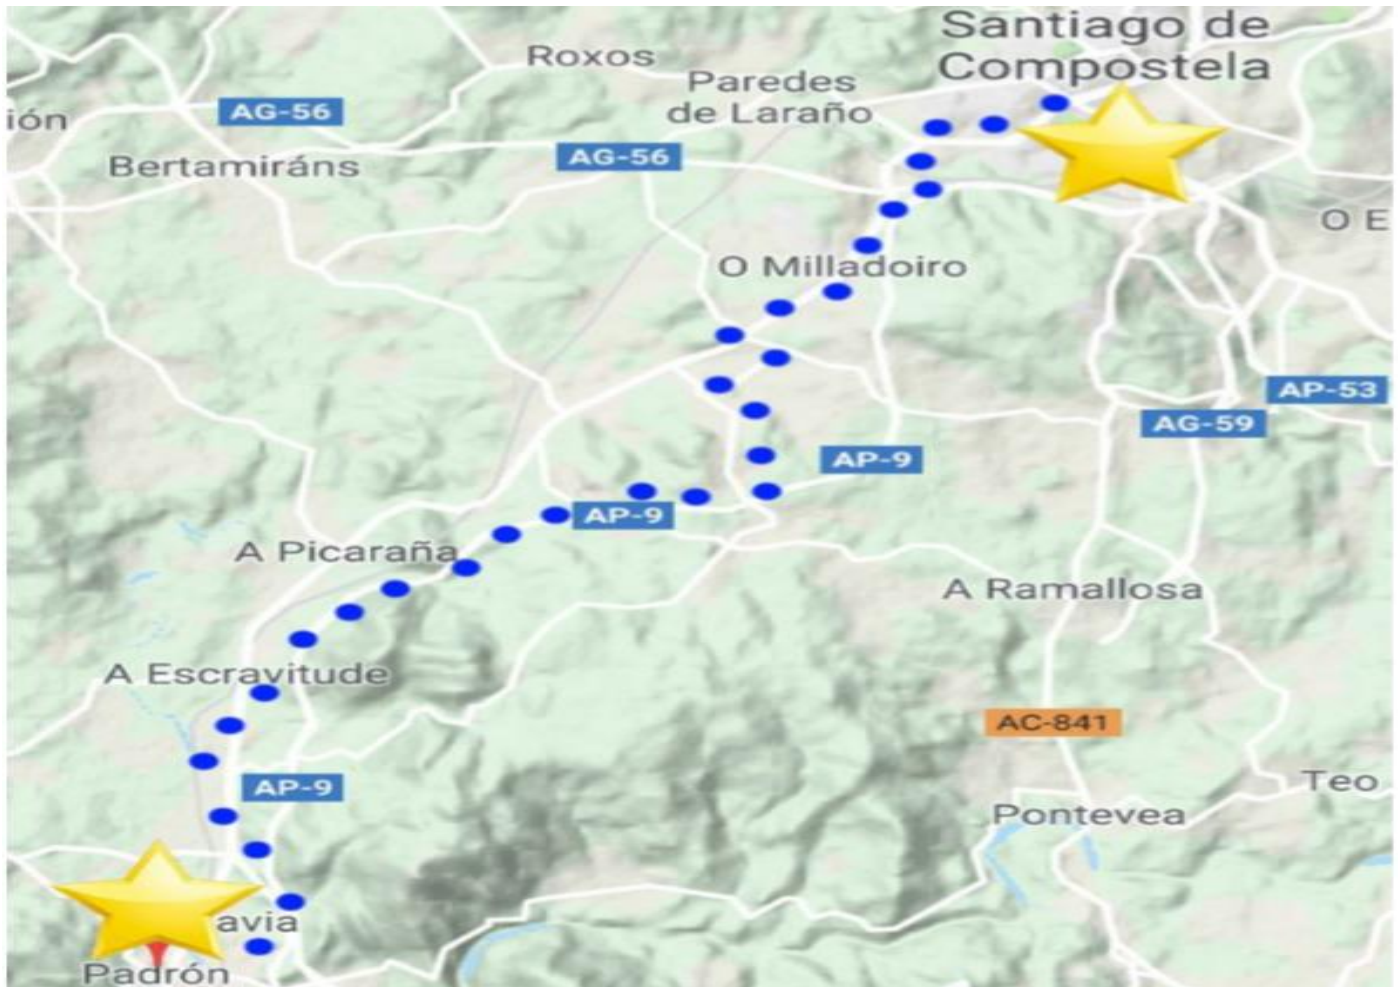 Santiago de
Compostela
Roxos
Paredes
de Laraño
AG-56
ión
Bertamiráns
AG-56
O E
O Milladoiro
AP-53
AG-59
AP-9
AP-9
A Picaraña
A Ramallosa
A Escravitude
AC-841
AP-9
Teo
Pontevea
avia
Padrón